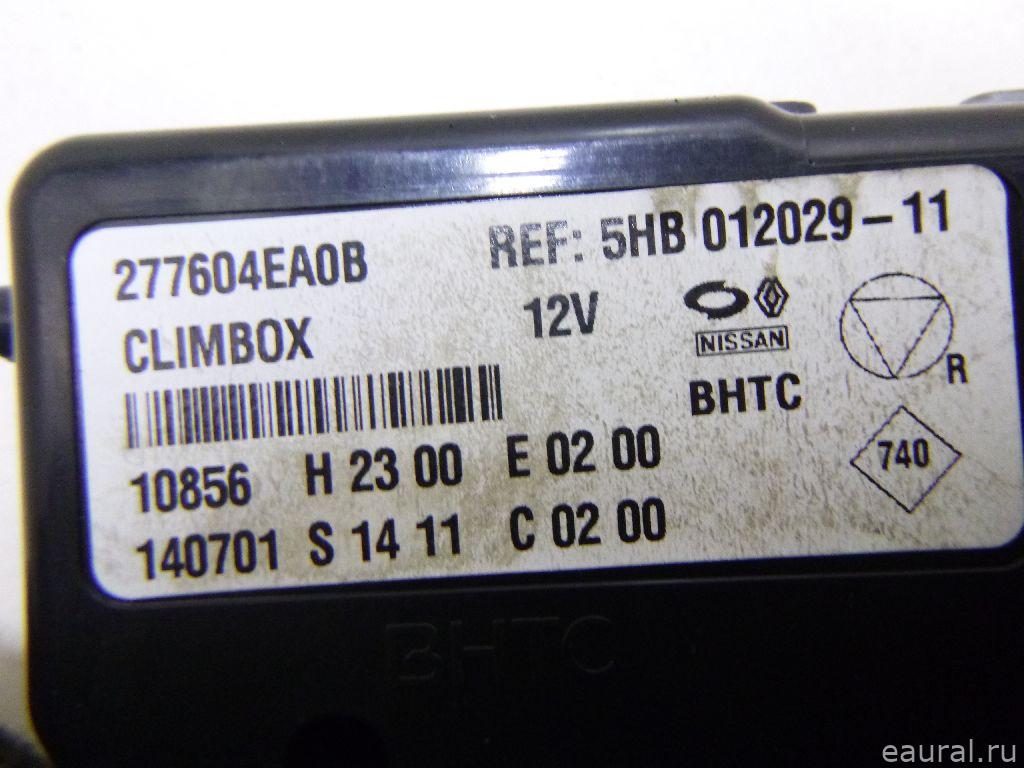 277604EA0B REF: 5HB 012029-11
CLIMBOX 12V
NISSAN
BHTC
R
10856 H 23 00 E 02 00
740
140701 S 14 11 C 02 00
BHTC
eaural.ru